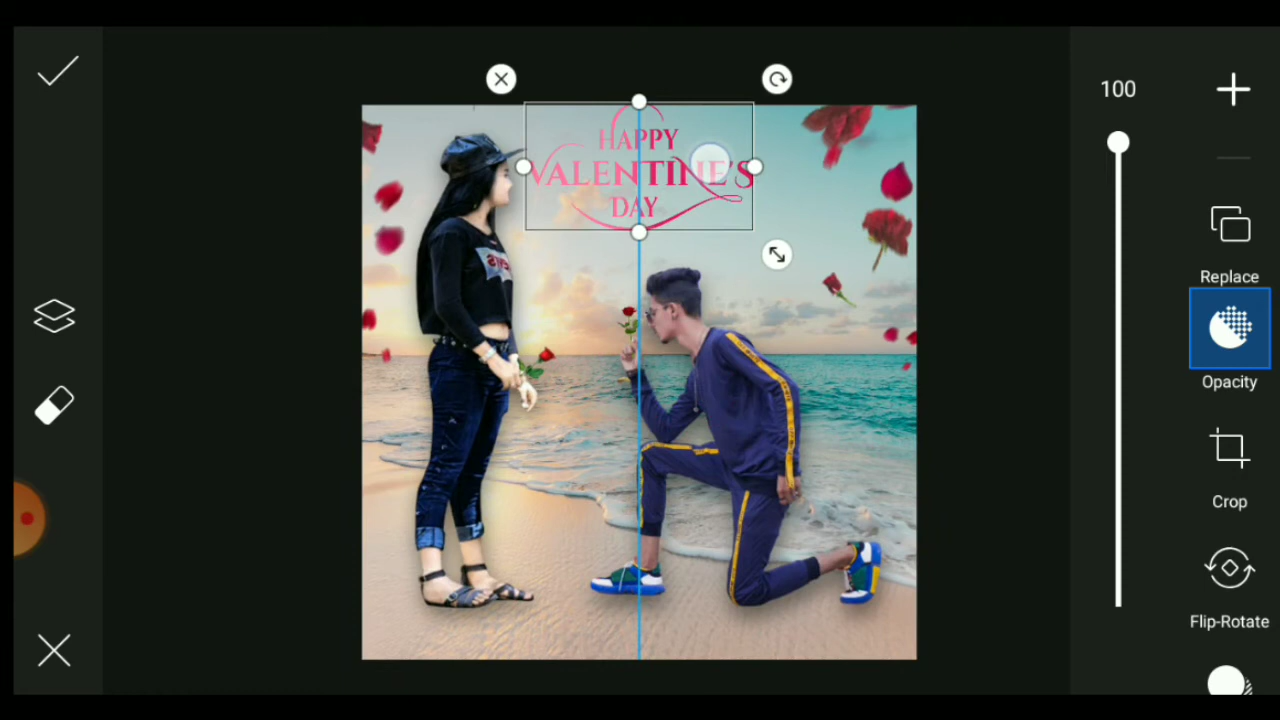 100
HAPPY
VALENTINE'S
DAY
Replace
Opacity
Crop
Flip-Rotate